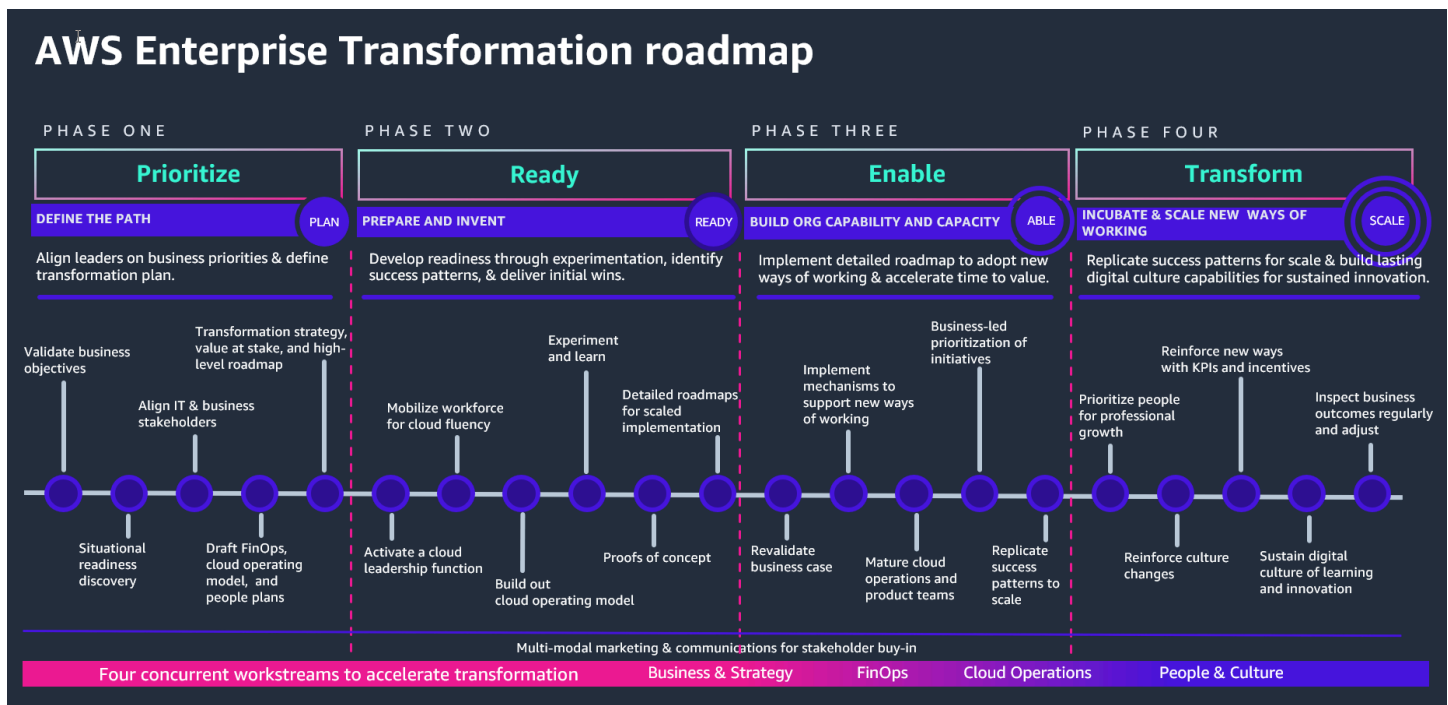 AWS Enterprise Transformation roadmap
PHASE ONE
Prioritize
DEFINE THE PATH
PLAN
Align leaders on business priorities & define
transformation plan.
Validate business
objectives
Situational
readiness
discovery
Align IT & business
stakeholders
Draft FinOps,
cloud operating
model, and
people plans
Transformation strategy,
value at stake, and high-
level roadmap
PHASE TWO
Ready
PREPARE AND INVENT
READY
Develop readiness through experimentation, identify
success patterns, & deliver initial wins.
Activate a cloud
leadership function
Mobilize workforce
for cloud fluency
Build out
cloud operating model
Experiment
and learn
Proofs of concept
Detailed roadmaps
for scaled
implementation
PHASE THREE
Enable
BUILD ORG CAPABILITY AND CAPACITY
ABLE
Implement detailed roadmap to adopt new
ways of working & accelerate time to value.
Revalidate
business case
Implement
mechanisms to
support new ways
of working
Mature cloud
operations and
product teams
Business-led
prioritization of
initiatives
Replicate
success
patterns to
scale
PHASE FOUR
Transform
INCUBATE & SCALE NEW WAYS OF
WORKING
SCALE
Replicate success patterns for scale & build lasting
digital culture capabilities for sustained innovation.
Prioritize people
for professional
growth
Reinforce culture
changes
Reinforce new ways
with KPIs and incentives
Sustain digital
culture of learning
and innovation
Inspect business
outcomes regularly
and adjust
Multi-modal marketing & communications for stakeholder buy-in
Four concurrent workstreams to accelerate transformation
Business & Strategy
FinOps
Cloud Operations
People & Culture